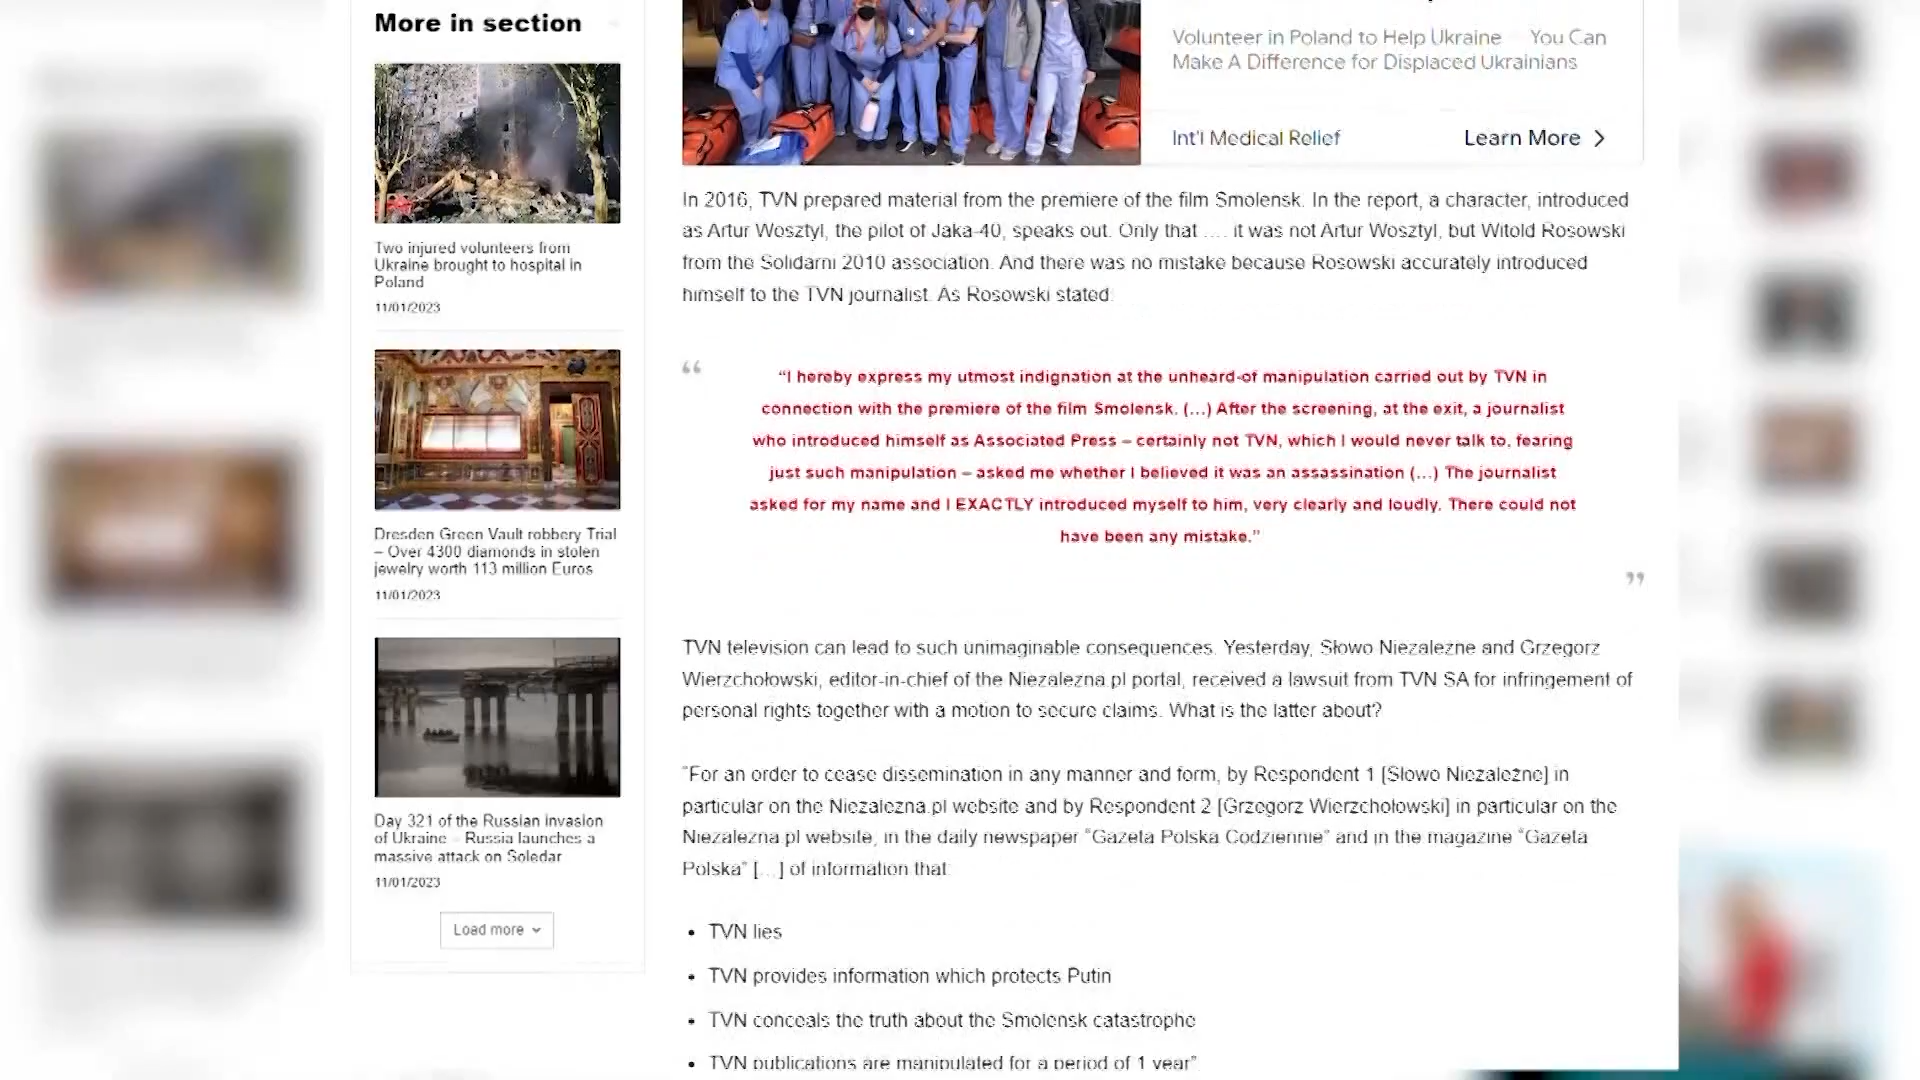 More in section
Two injured volunteers from
Ukraine brought to hospital in
Poland
11/01/2023
Dresden Green Vault robbery Trial
– Over 4300 diamonds in stolen
jewelry worth 113 million Euros
11/01/2023
Day 321 of the Russian invasion
of Ukraine – Russia launches a
massive attack on Soledar
11/01/2023
Load more
Volunteer in Poland to Help Ukraine You Can
Make A Difference for Displaced Ukrainians
Int'l Medical Relief
Learn More
In 2016, TVN prepared material from the premiere of the film Smolensk. In the report, a character, introduced
as Artur Wosztyl, the pilot of Jaka-40, speaks out. Only that …. it was not Artur Wosztyl, but Witold Rosowski
from the Solidarni 2010 association. And there was no mistake because Rosowski accurately introduced
himself to the TVN journalist. As Rosowski stated:
“I hereby express my utmost indignation at the unheard-of manipulation carried out by TVN in
connection with the premiere of the film Smolensk. (…) After the screening, at the exit, a journalist
who introduced himself as Associated Press – certainly not TVN, which I would never talk to, fearing
just such manipulation – asked me whether I believed it was an assassination (…) The journalist
asked for my name and I EXACTLY introduced myself to him, very clearly and loudly. There could not
have been any mistake.”
TVN television can lead to such unimaginable consequences. Yesterday, Słowo Niezależne and Grzegorz
Wierzchołowski, editor-in-chief of the Niezalezna.pl portal, received a lawsuit from TVN SA for infringement of
personal rights together with a motion to secure claims. What is the latter about?
“For an order to cease dissemination in any manner and form, by Respondent 1 [Słowo Niezależne] in
particular on the Niezalezna.pl website and by Respondent 2 [Grzegorz Wierzchołowski] in particular on the
Niezalezna.pl website, in the daily newspaper “Gazeta Polska Codziennie” and in the magazine “Gazeta
Polska” […] of information that:
• TVN lies
• TVN provides information which protects Putin
• TVN conceals the truth about the Smolensk catastrophe
• TVN publications are manipulated for a period of 1 year”